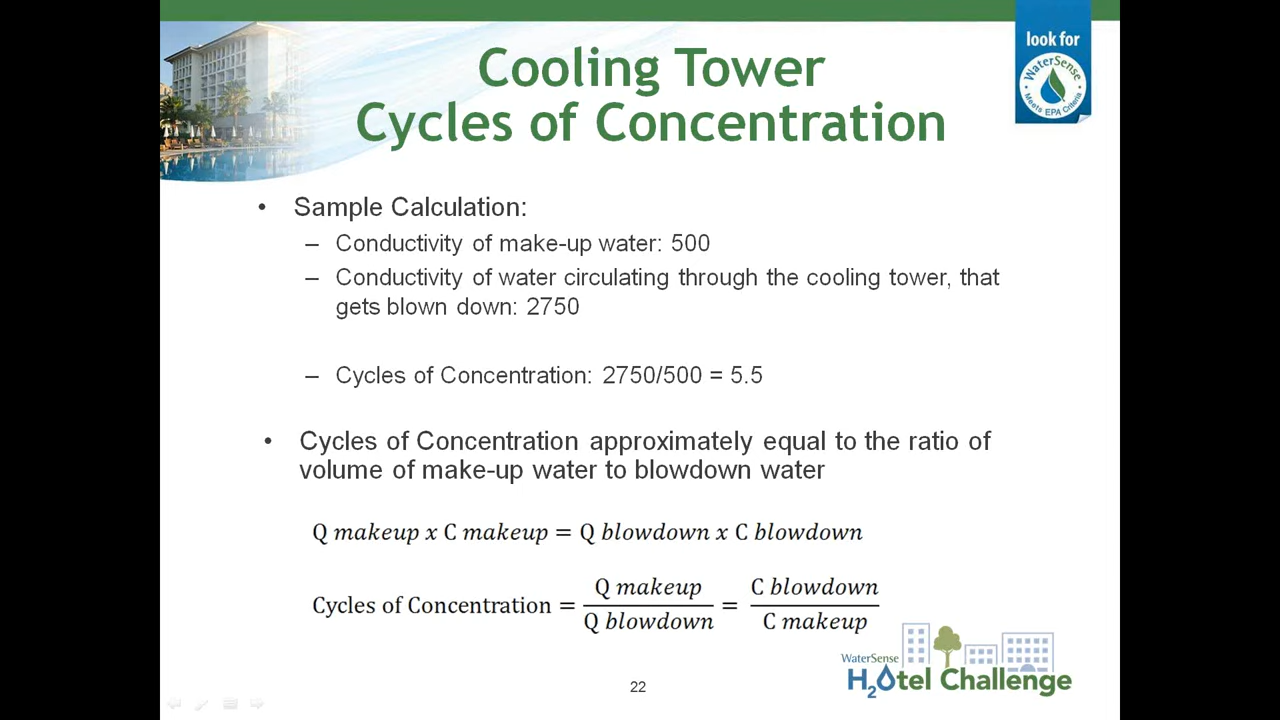 look for
WaterSense
Meets EPA Criteria
Cooling Tower
Cycles of Concentration
• Sample Calculation:
– Conductivity of make-up water: 500
– Conductivity of water circulating through the cooling tower, that
gets blown down: 2750
– Cycles of Concentration: 2750/500 = 5.5
• Cycles of Concentration approximately equal to the ratio of
volume of make-up water to blowdown water
Q makeup x C makeup = Q blowdown x C blowdown
Cycles of Concentration = Q makeup / Q blowdown = C blowdown / C makeup
WaterSense
H2Otel Challenge
22